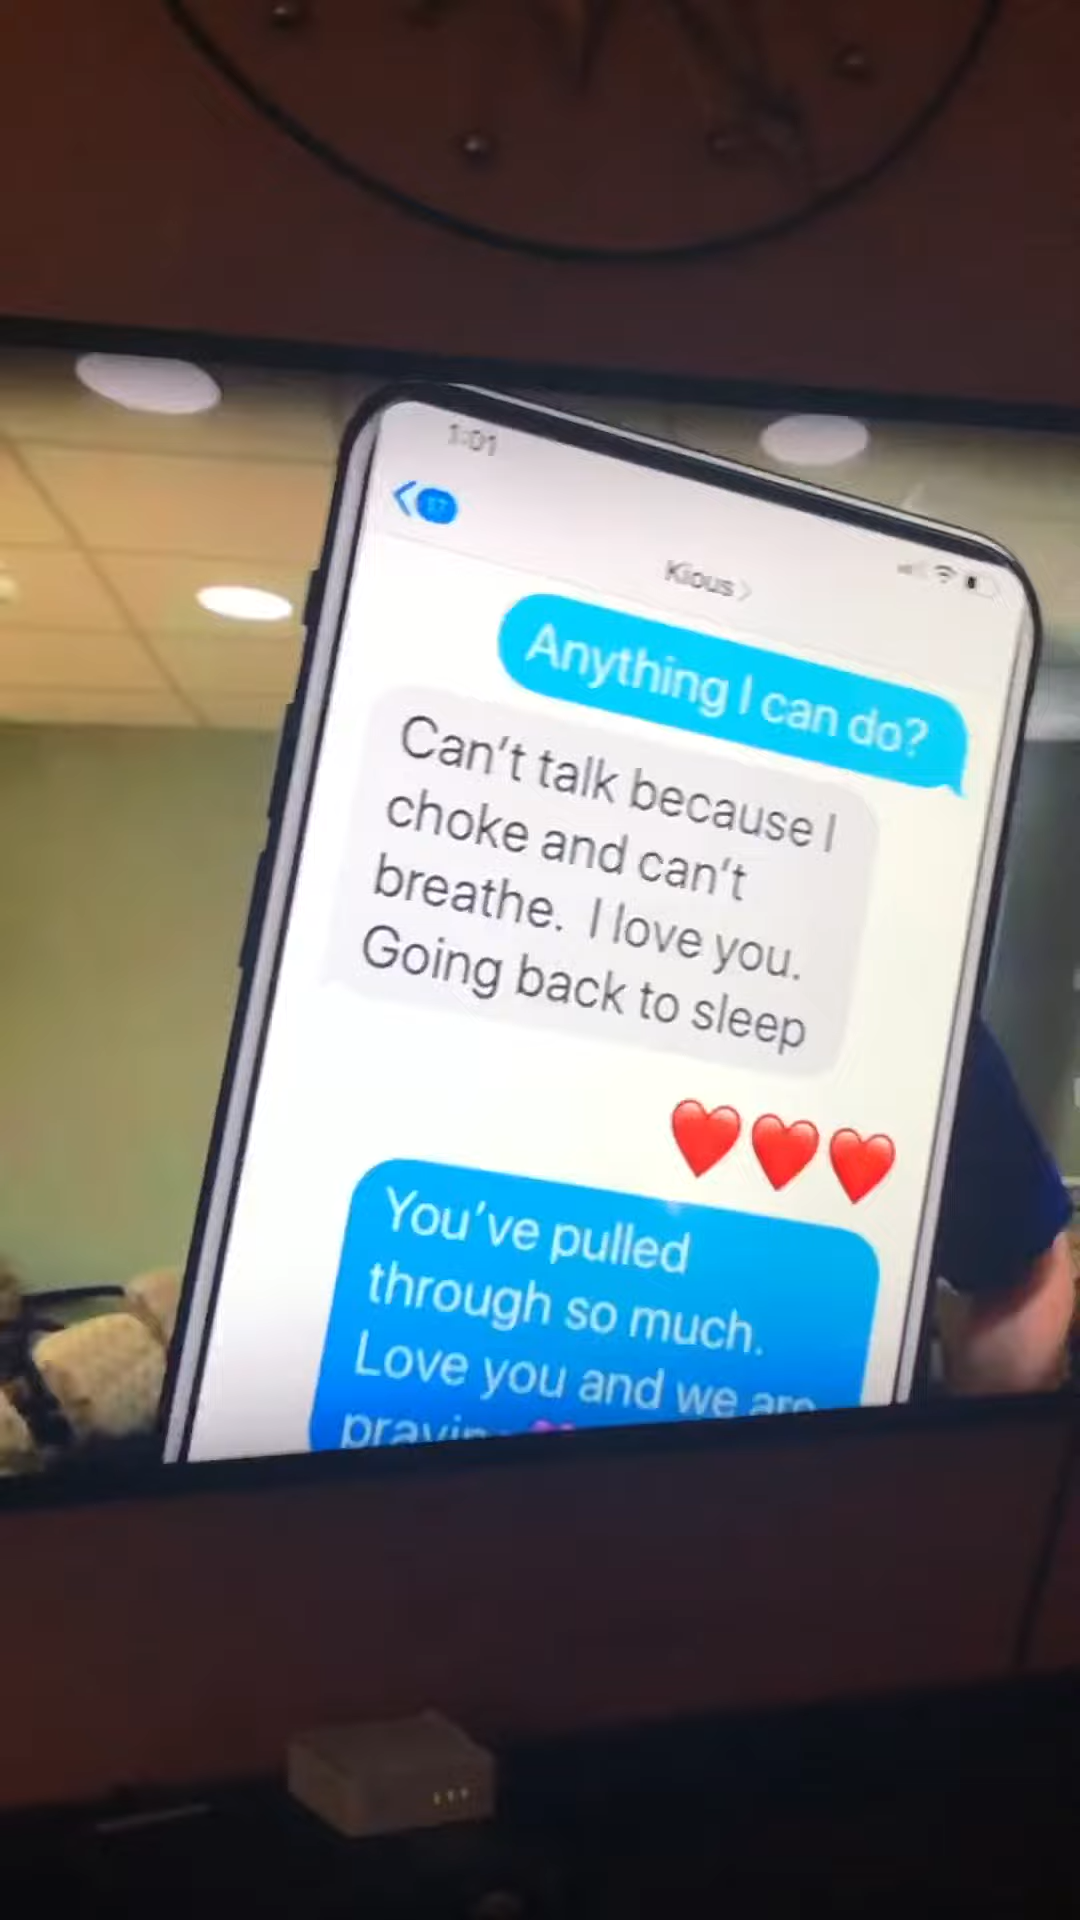 1:01
Kious
Anything I can do?
Can't talk because I
choke and can't
breathe. I love you.
Going back to sleep
You've pulled
through so much.
Love you and we are